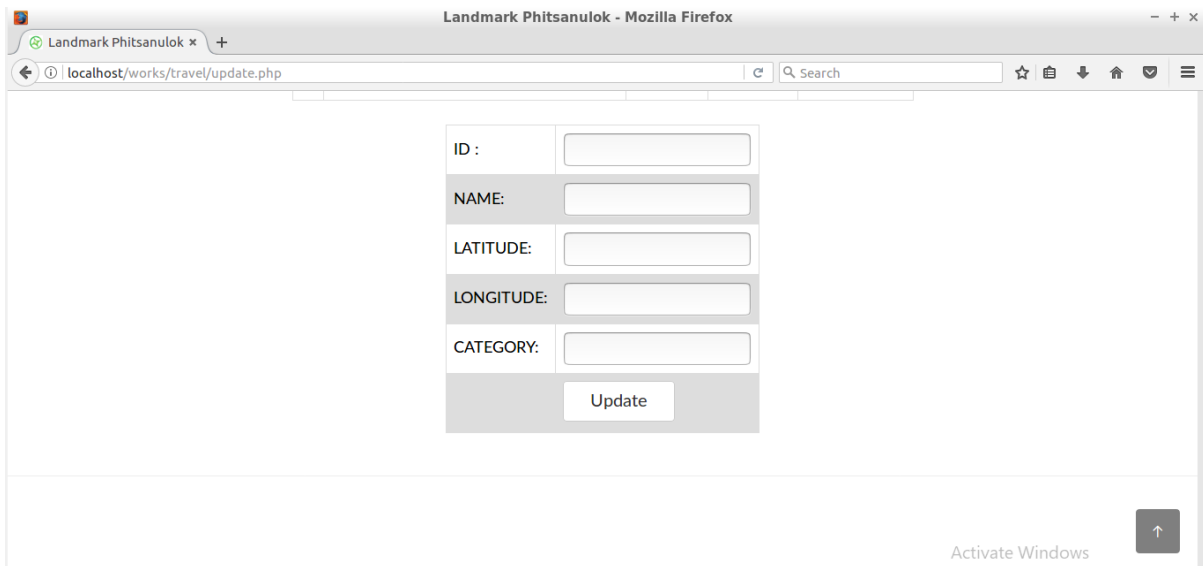 Landmark Phitsanulok - Mozilla Firefox
Landmark Phitsanulok
localhost/works/travel/update.php
Search
ID :
NAME:
LATITUDE:
LONGITUDE:
CATEGORY:
Update
Activate Windows